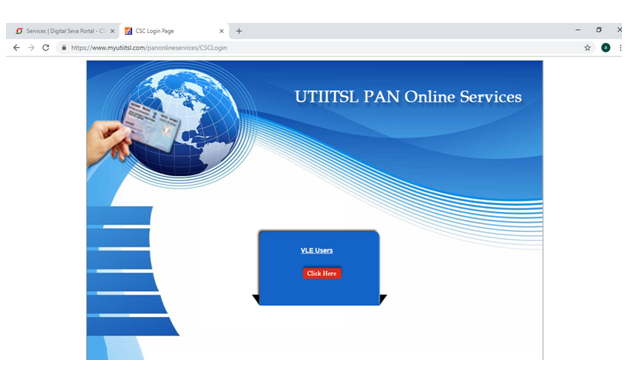 Services | Digital Seva Portal - CS
CSC Login Page
https://www.myutiitsl.com/panonlineservices/CSCLogin
UTIITSL PAN Online Services
VLE Users
Click Here